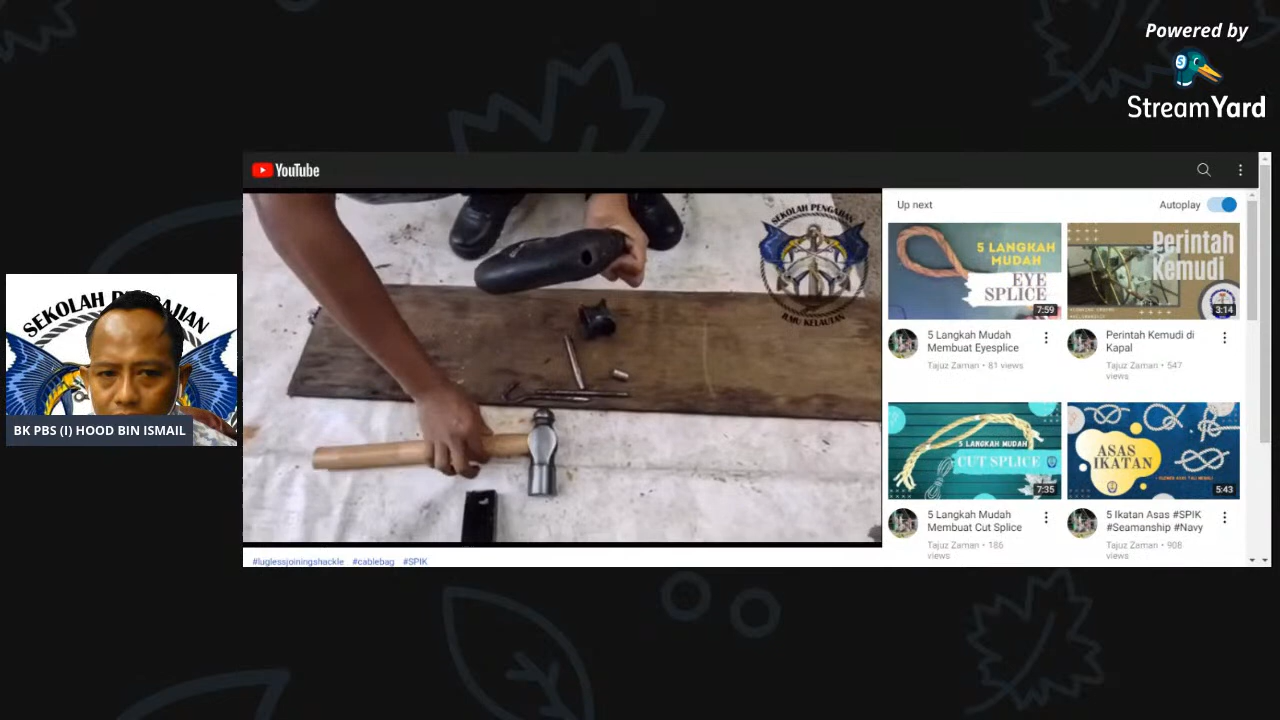 Powered by
StreamYard
YouTube
SEKOLAH PENGAJIAN
ILMU KELAUTAN
Up next
Autoplay
5 LANGKAH
MUDAH
EYE
SPLICE
7:59
5 Langkah Mudah
Membuat Eyesplice
Tajuz Zaman • 81 views
Perintah
Kemudi
3:14
Perintah Kemudi di
Kapal
Tajuz Zaman • 547
views
5 LANGKAH MUDAH
CUT SPLICE
7:35
5 Langkah Mudah
Membuat Cut Splice
Tajuz Zaman • 186
views
ASAS
IKATAN
5:43
5 Ikatan Asas #SPIK
#Seamanship #Navy
Tajuz Zaman • 908
views
#luglessjoiningshackle #cablebag #SPIK
SEKOLAH PENGAJIAN
BK PBS (I) HOOD BIN ISMAIL